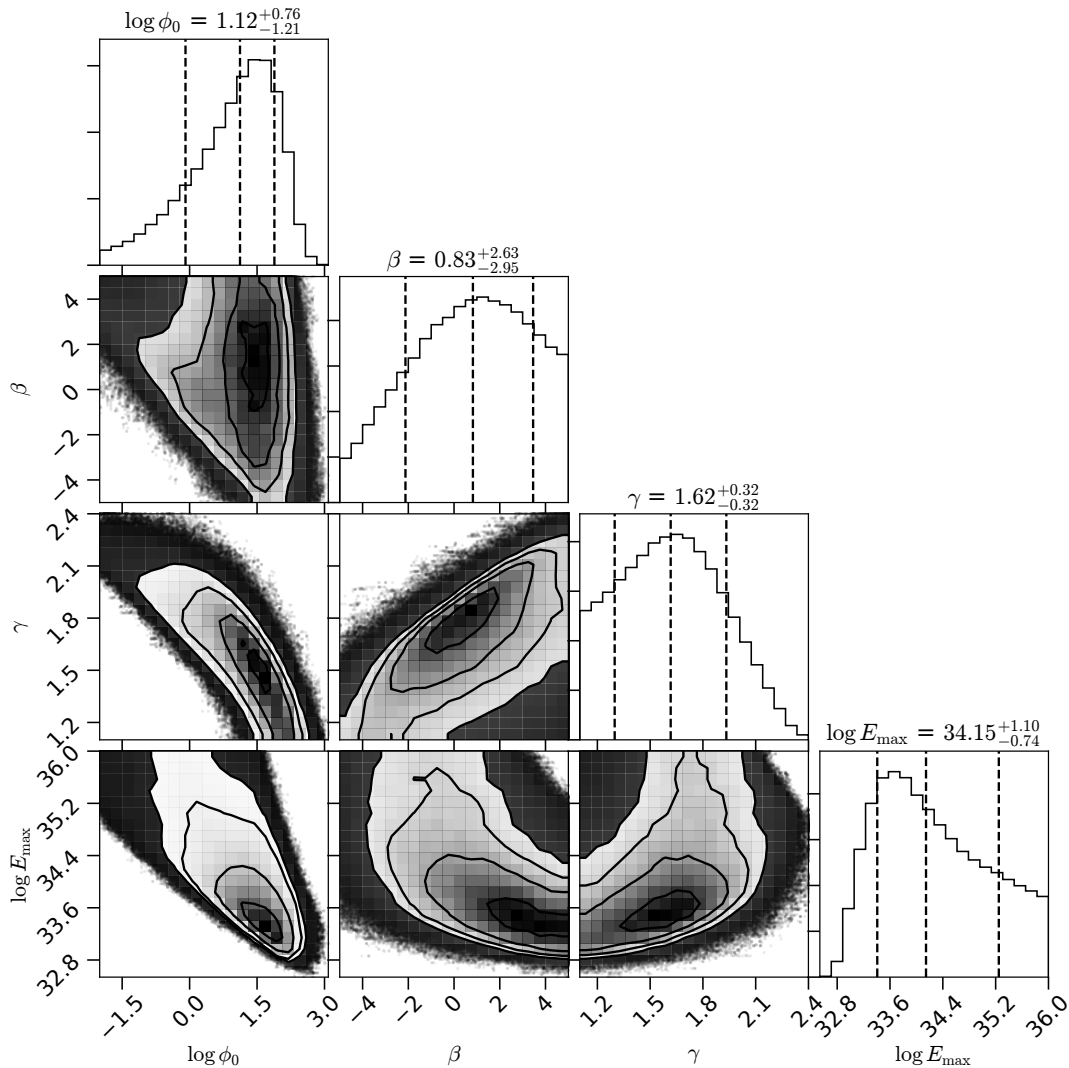 log ϕ₀ = 1.12⁺⁰·⁷⁶₋₁.₂₁
β = 0.83⁺²·⁶³₋₂.₉₅
4
2
0
−2
−4
β
γ = 1.62⁺⁰·³²₋₀.₃₂
2.4
2.1
1.8
1.5
1.2
γ
log E_max = 34.15⁺¹·¹⁰₋₀.₇₄
36.0
35.2
34.4
33.6
32.8
log E_max
−1.5 0.0 1.5 3.0
−4 −2 0 2 4
1.2 1.5 1.8 2.1 2.4
32.8 33.6 34.4 35.2 36.0
log ϕ₀ β γ log E_max